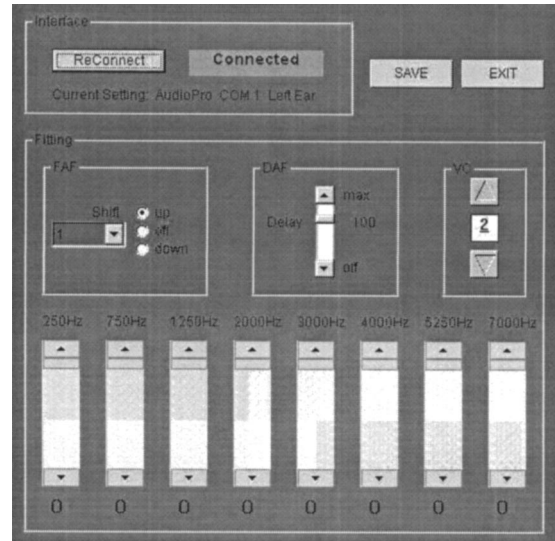 Interface
ReConnect Connected
SAVE EXIT
Current Setting: AudioPro COM 1 Left Ear
Fitting
FAF DAF VC
Shift up
1 off
down
max
Delay 100
off
2
250Hz 750Hz 1250Hz 2000Hz 3000Hz 4000Hz 5250Hz 7000Hz
0 0 0 0 0 0 0 0